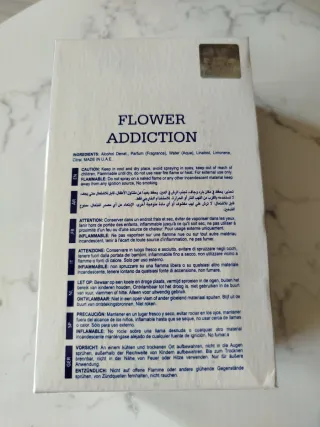 FLOWER
ADDICTION
INGREDIENTS: Alcohol Denat., Parfum (Fragrance), Water (Aqua), Linalool, Limonene,
Citral. MADE IN U.A.E.
EN
CAUTION: Keep in cool and dry place, avoid spraying in eyes, keep out of reach of
children. Flammable until dry, do not use near fire flame or heat. For external use only.
FLAMMABLE: Do not spray on a naked flame or any other incandescent material keep
away from any ignition source. No smoking.
AR
FR
ATTENTION: Conserver dans un endroit frais et sec, éviter de vaporiser dans les yeux,
tenir hors de portée des enfants, inflammable jusqu'à ce qu'il soit sec, ne pas utiliser à
proximité d'un feu ou d'une source de chaleur. Pour usage externe uniquement.
INFLAMMABLE: Ne pas vaporiser sur une flamme nue ou sur tout autre matériau
incandescent, tenir à l'écart de toute source d'inflammation, ne pas fumer.
IT
ATTENZIONE: Conservare in luogo fresco e asciutto, evitare di spruzzare negli occhi,
tenere fuori dalla portata dei bambini, infiammabile fino a secco, non utilizzare vicino
a fiamme o fonti di calore. Solo per uso esterno.
INFIAMMABILE: non spruzzare su una fiamma libera o su qualsiasi altro materiale
incandescente, tenere lontano da qualsiasi fonte di accensione, non fumare.
NL
LET OP: Bewaar op een koele en droge plaats, vermijd sproeien in de ogen, buiten het
bereik van kinderen houden. Ontvlambaar tot het droog is, niet gebruiken in de buurt
van vuur, vlammen of hitte. Alleen voor uitwendig gebruik.
ONTVLAMBAAR: Niet in een open vlam of ander gloeiend materiaal spuiten. Blijf uit de
buurt van ontstekingsbronnen. Niet roken.
SP
PRECAUCIÓN: Mantener en un lugar fresco y seco, evitar rociar en los ojos, mantener
fuera del alcance de los niños, inflamable hasta que se seque, no usar cerca de llamas
o calor. Sólo para uso externo.
INFLAMABLE: No rocíe sobre una llama desnuda o cualquier otro material
incandescente manténgase alejado de cualquier fuente de ignición. No fumar.
GER
VORSICHT: An einem kühlen und trockenen Ort aufbewahren, nicht in die Augen
sprühen, außerhalb der Reichweite von Kindern aufbewahren. Bis zum Trocknen
brennbar, nicht in der Nähe von Feuer oder Hitze verwenden. Nur für äußere
Anwendung.
ENTZÜNDLICH: Nicht auf offene Flamme oder andere glühende Gegenstände
sprühen, von Zündquellen fernhalten, nicht rauchen.